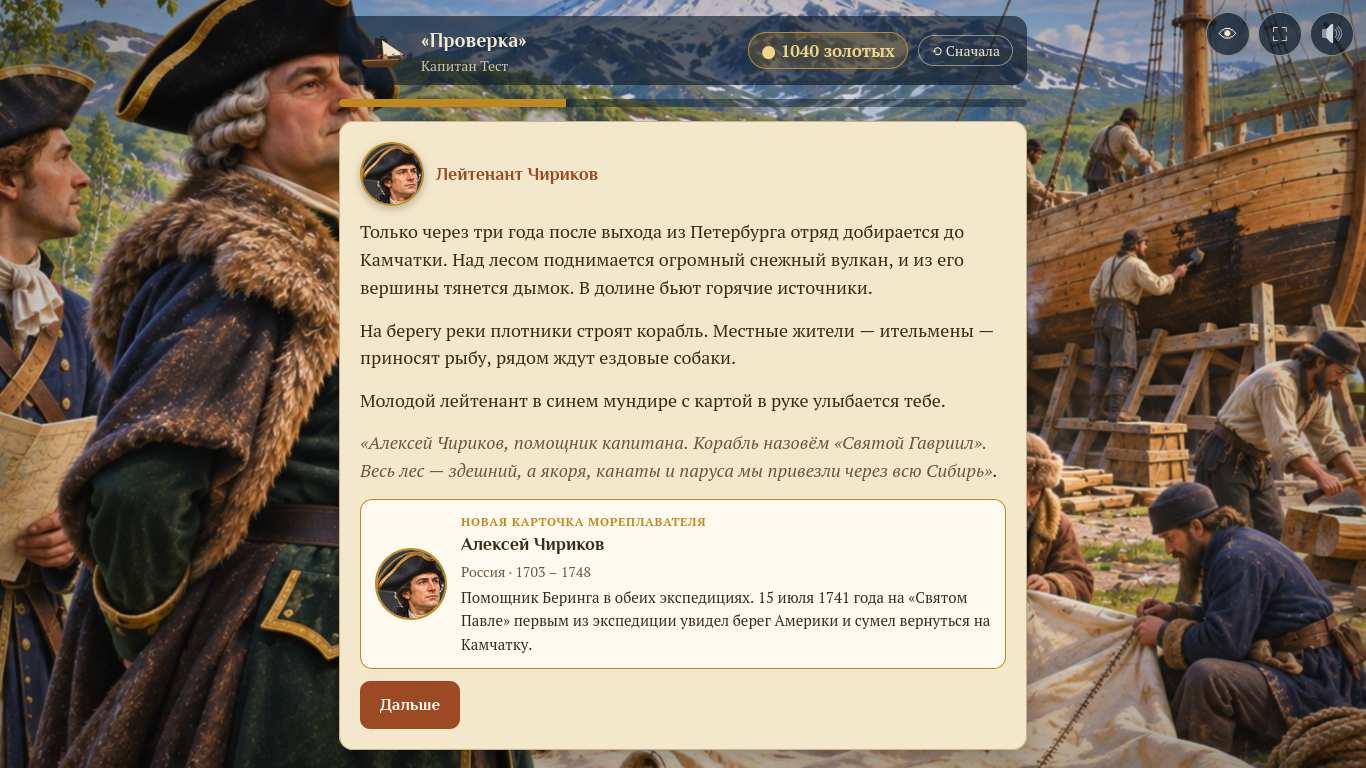 «Проверка»
Капитан Тест
1040 золотых
⟲ Сначала
Лейтенант Чириков
Только через три года после выхода из Петербурга отряд добирается до
Камчатки. Над лесом поднимается огромный снежный вулкан, и из его
вершины тянется дымок. В долине бьют горячие источники.
На берегу реки плотники строят корабль. Местные жители — ительмены —
приносят рыбу, рядом ждут ездовые собаки.
Молодой лейтенант в синем мундире с картой в руке улыбается тебе.
«Алексей Чириков, помощник капитана. Корабль назовём «Святой Гавриил».
Весь лес — здешний, а якоря, канаты и паруса мы привезли через всю Сибирь».
НОВАЯ КАРТОЧКА МОРЕПЛАВАТЕЛЯ
Алексей Чириков
Россия · 1703 – 1748
Помощник Беринга в обеих экспедициях. 15 июля 1741 года на «Святом
Павле» первым из экспедиции увидел берег Америки и сумел вернуться на
Камчатку.
Дальше